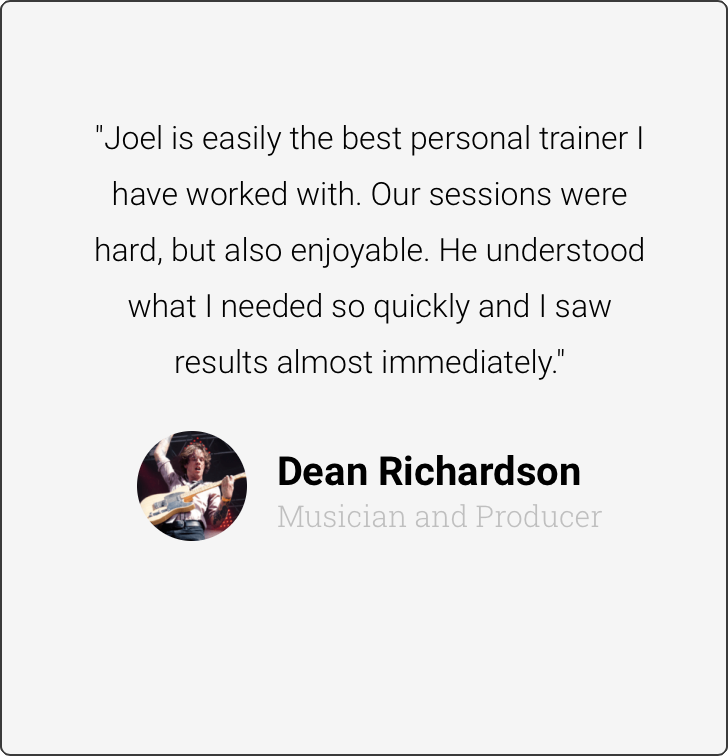 "Joel is easily the best personal trainer I
have worked with. Our sessions were
hard, but also enjoyable. He understood
what I needed so quickly and I saw
results almost immediately."
Dean Richardson
Musician and Producer